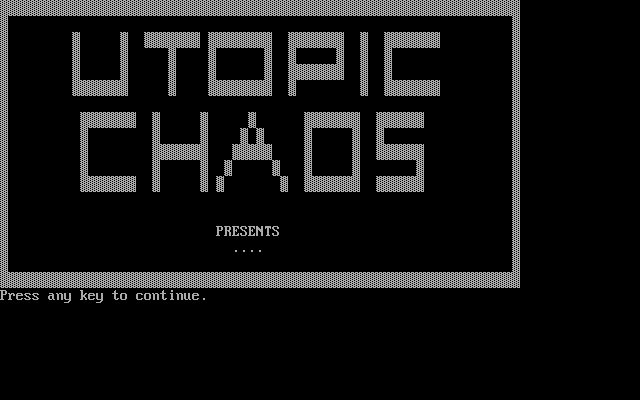 UTOPIC
CHAOS
PRESENTS
....
Press any key to continue.